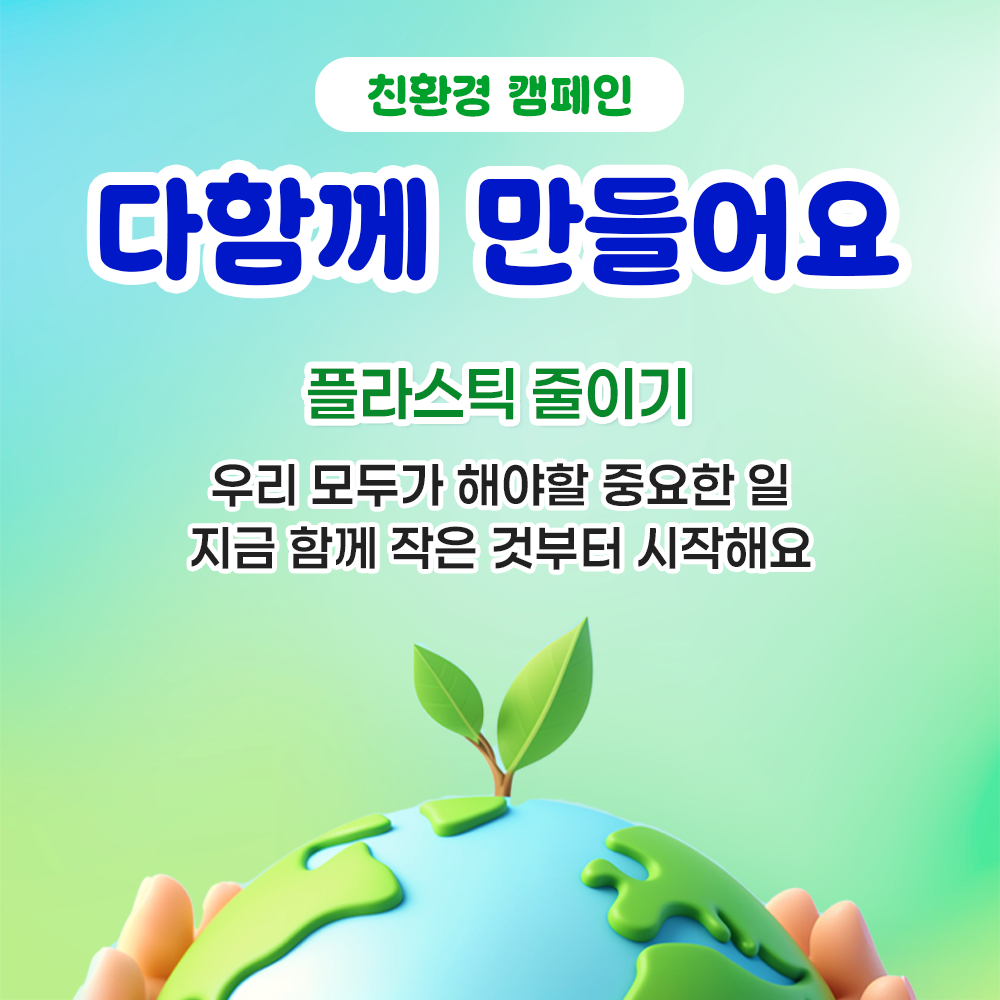 친환경 캠페인
다함께 만들어요
플라스틱 줄이기
우리 모두가 해야할 중요한 일
지금 함께 작은 것부터 시작해요